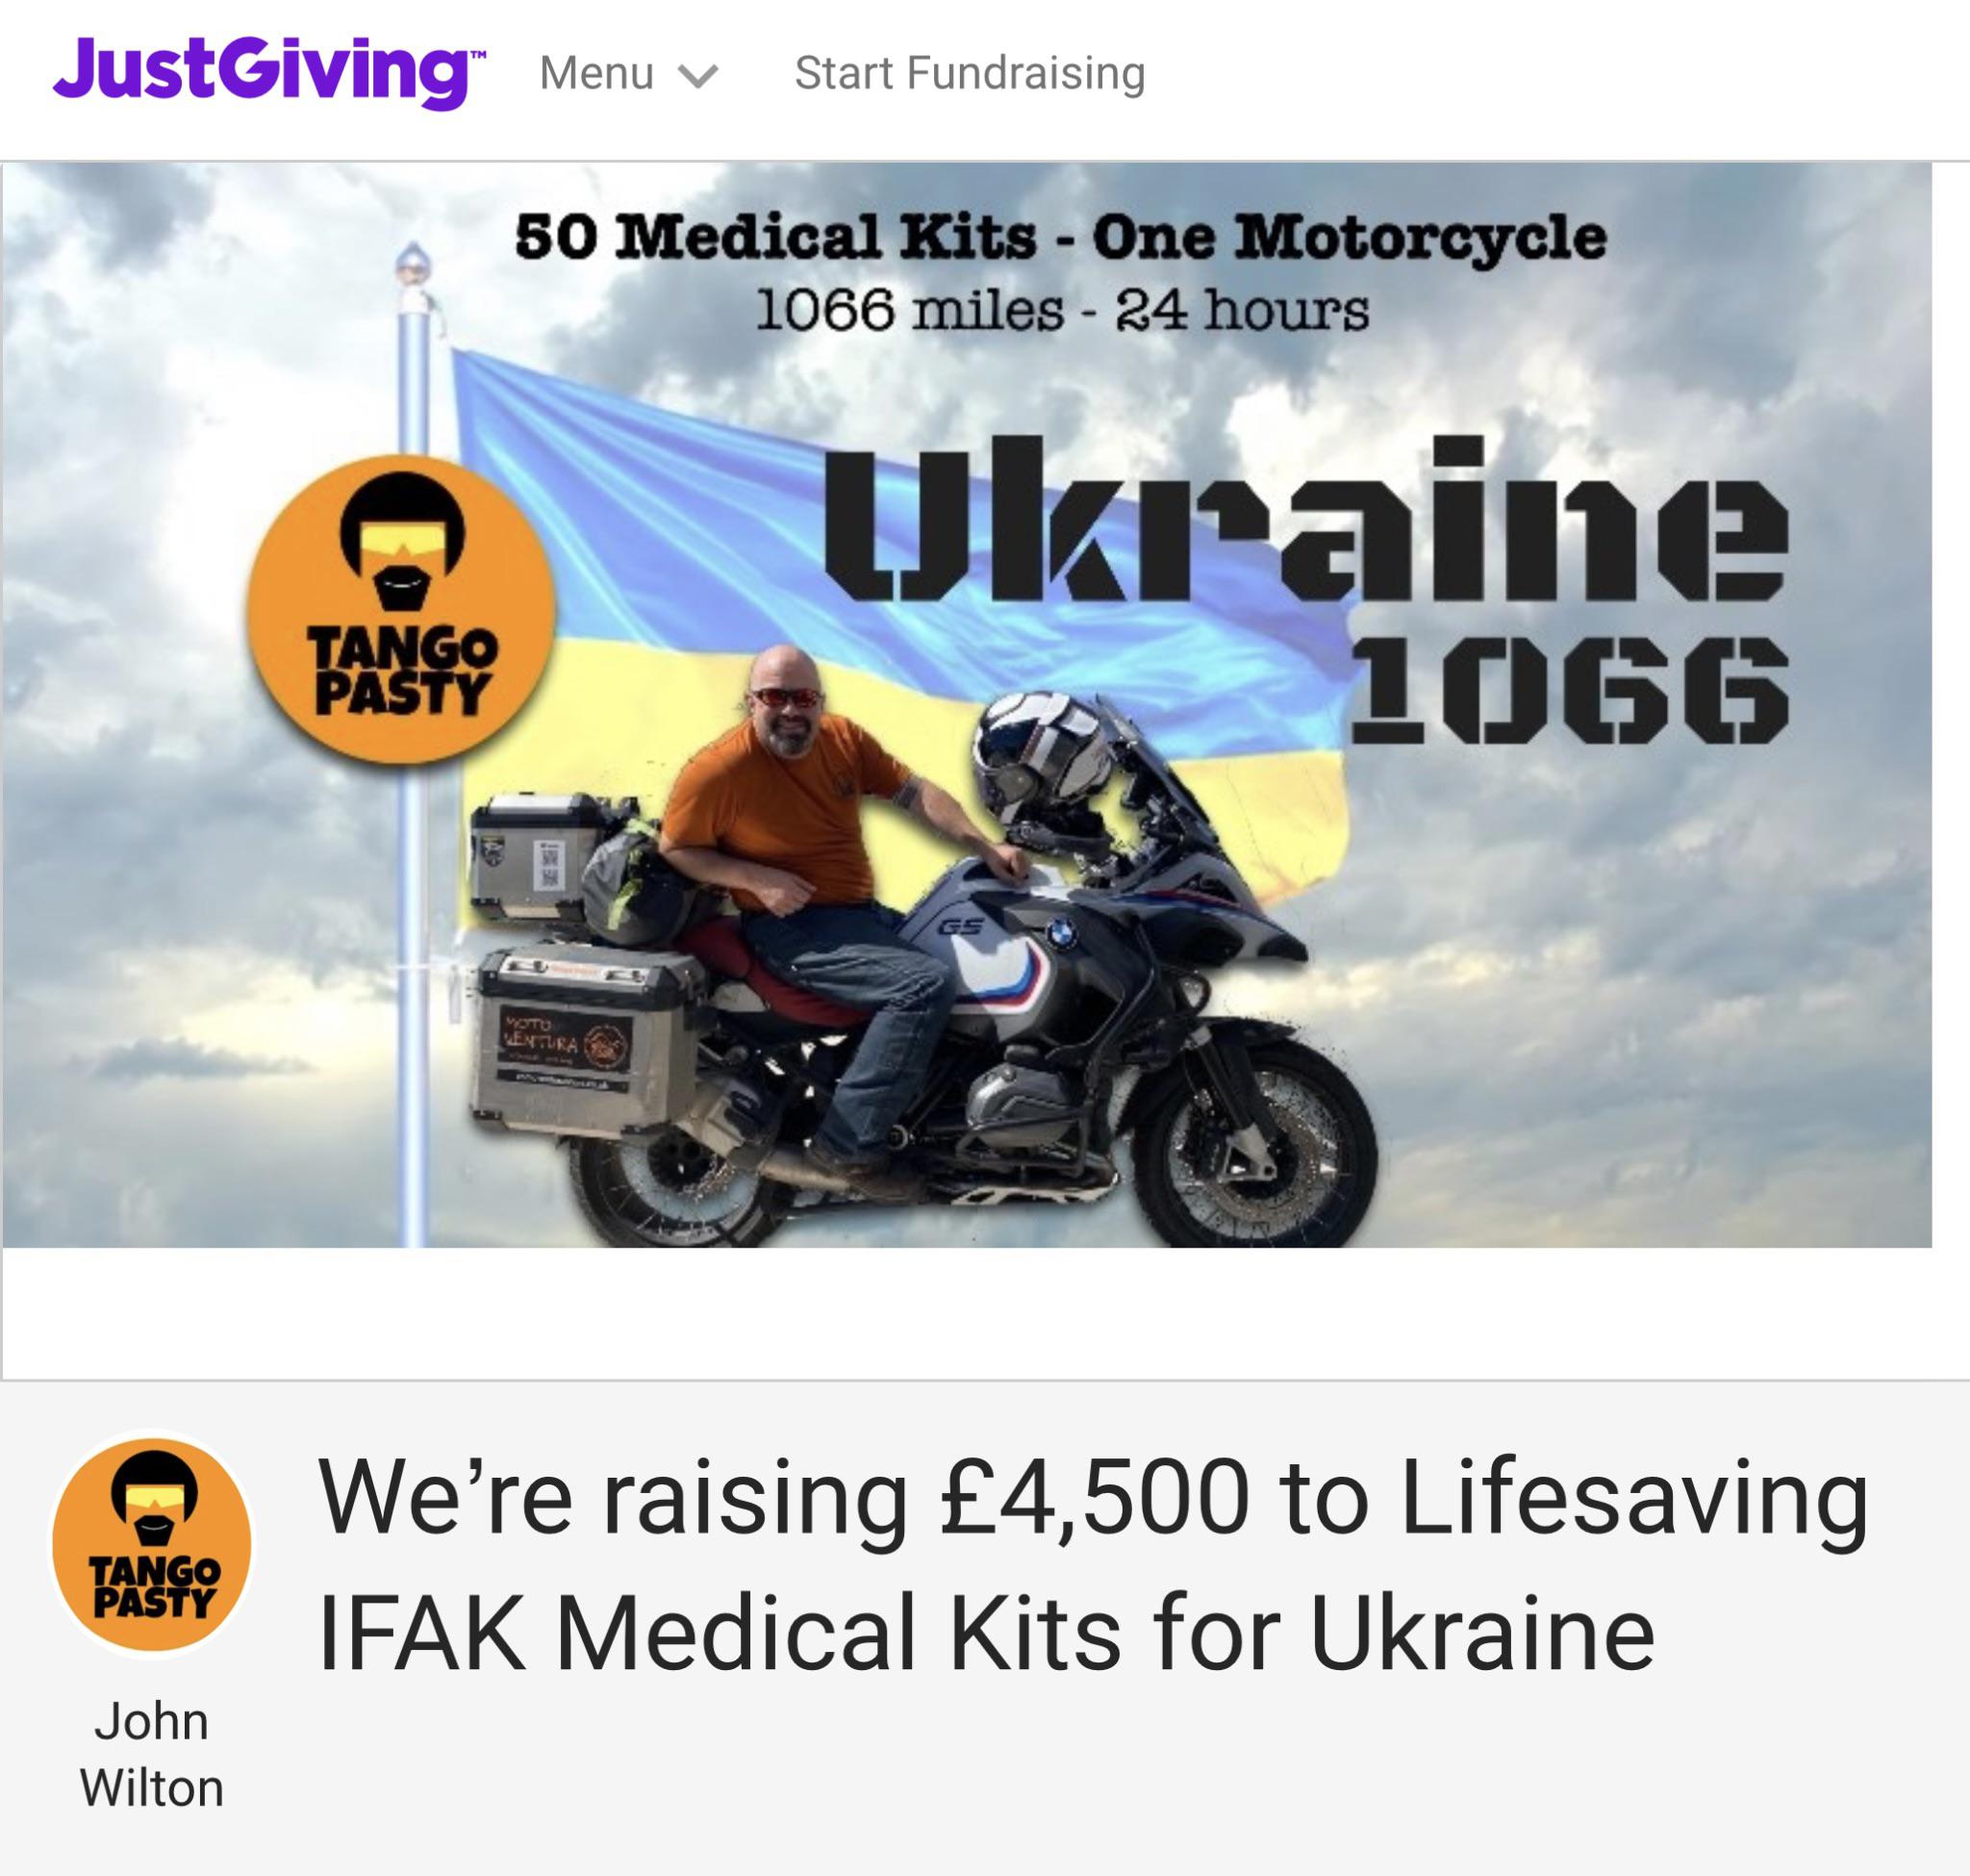 JustGiving™ Menu Start Fundraising
50 Medical Kits - One Motorcycle
1066 miles - 24 hours
Ukraine
1066
TANGO
PASTY
GS
MOTO
VENTURA
We’re raising £4,500 to Lifesaving
IFAK Medical Kits for Ukraine
TANGO
PASTY
John
Wilton